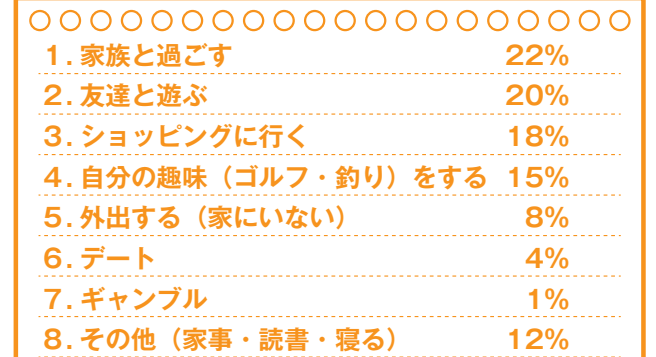 1. 家族と過ごす 22%
2. 友達と遊ぶ 20%
3. ショッピングに行く 18%
4. 自分の趣味（ゴルフ・釣り）をする 15%
5. 外出する（家にいない） 8%
6. デート 4%
7. ギャンブル 1%
8. その他（家事・読書・寝る） 12%